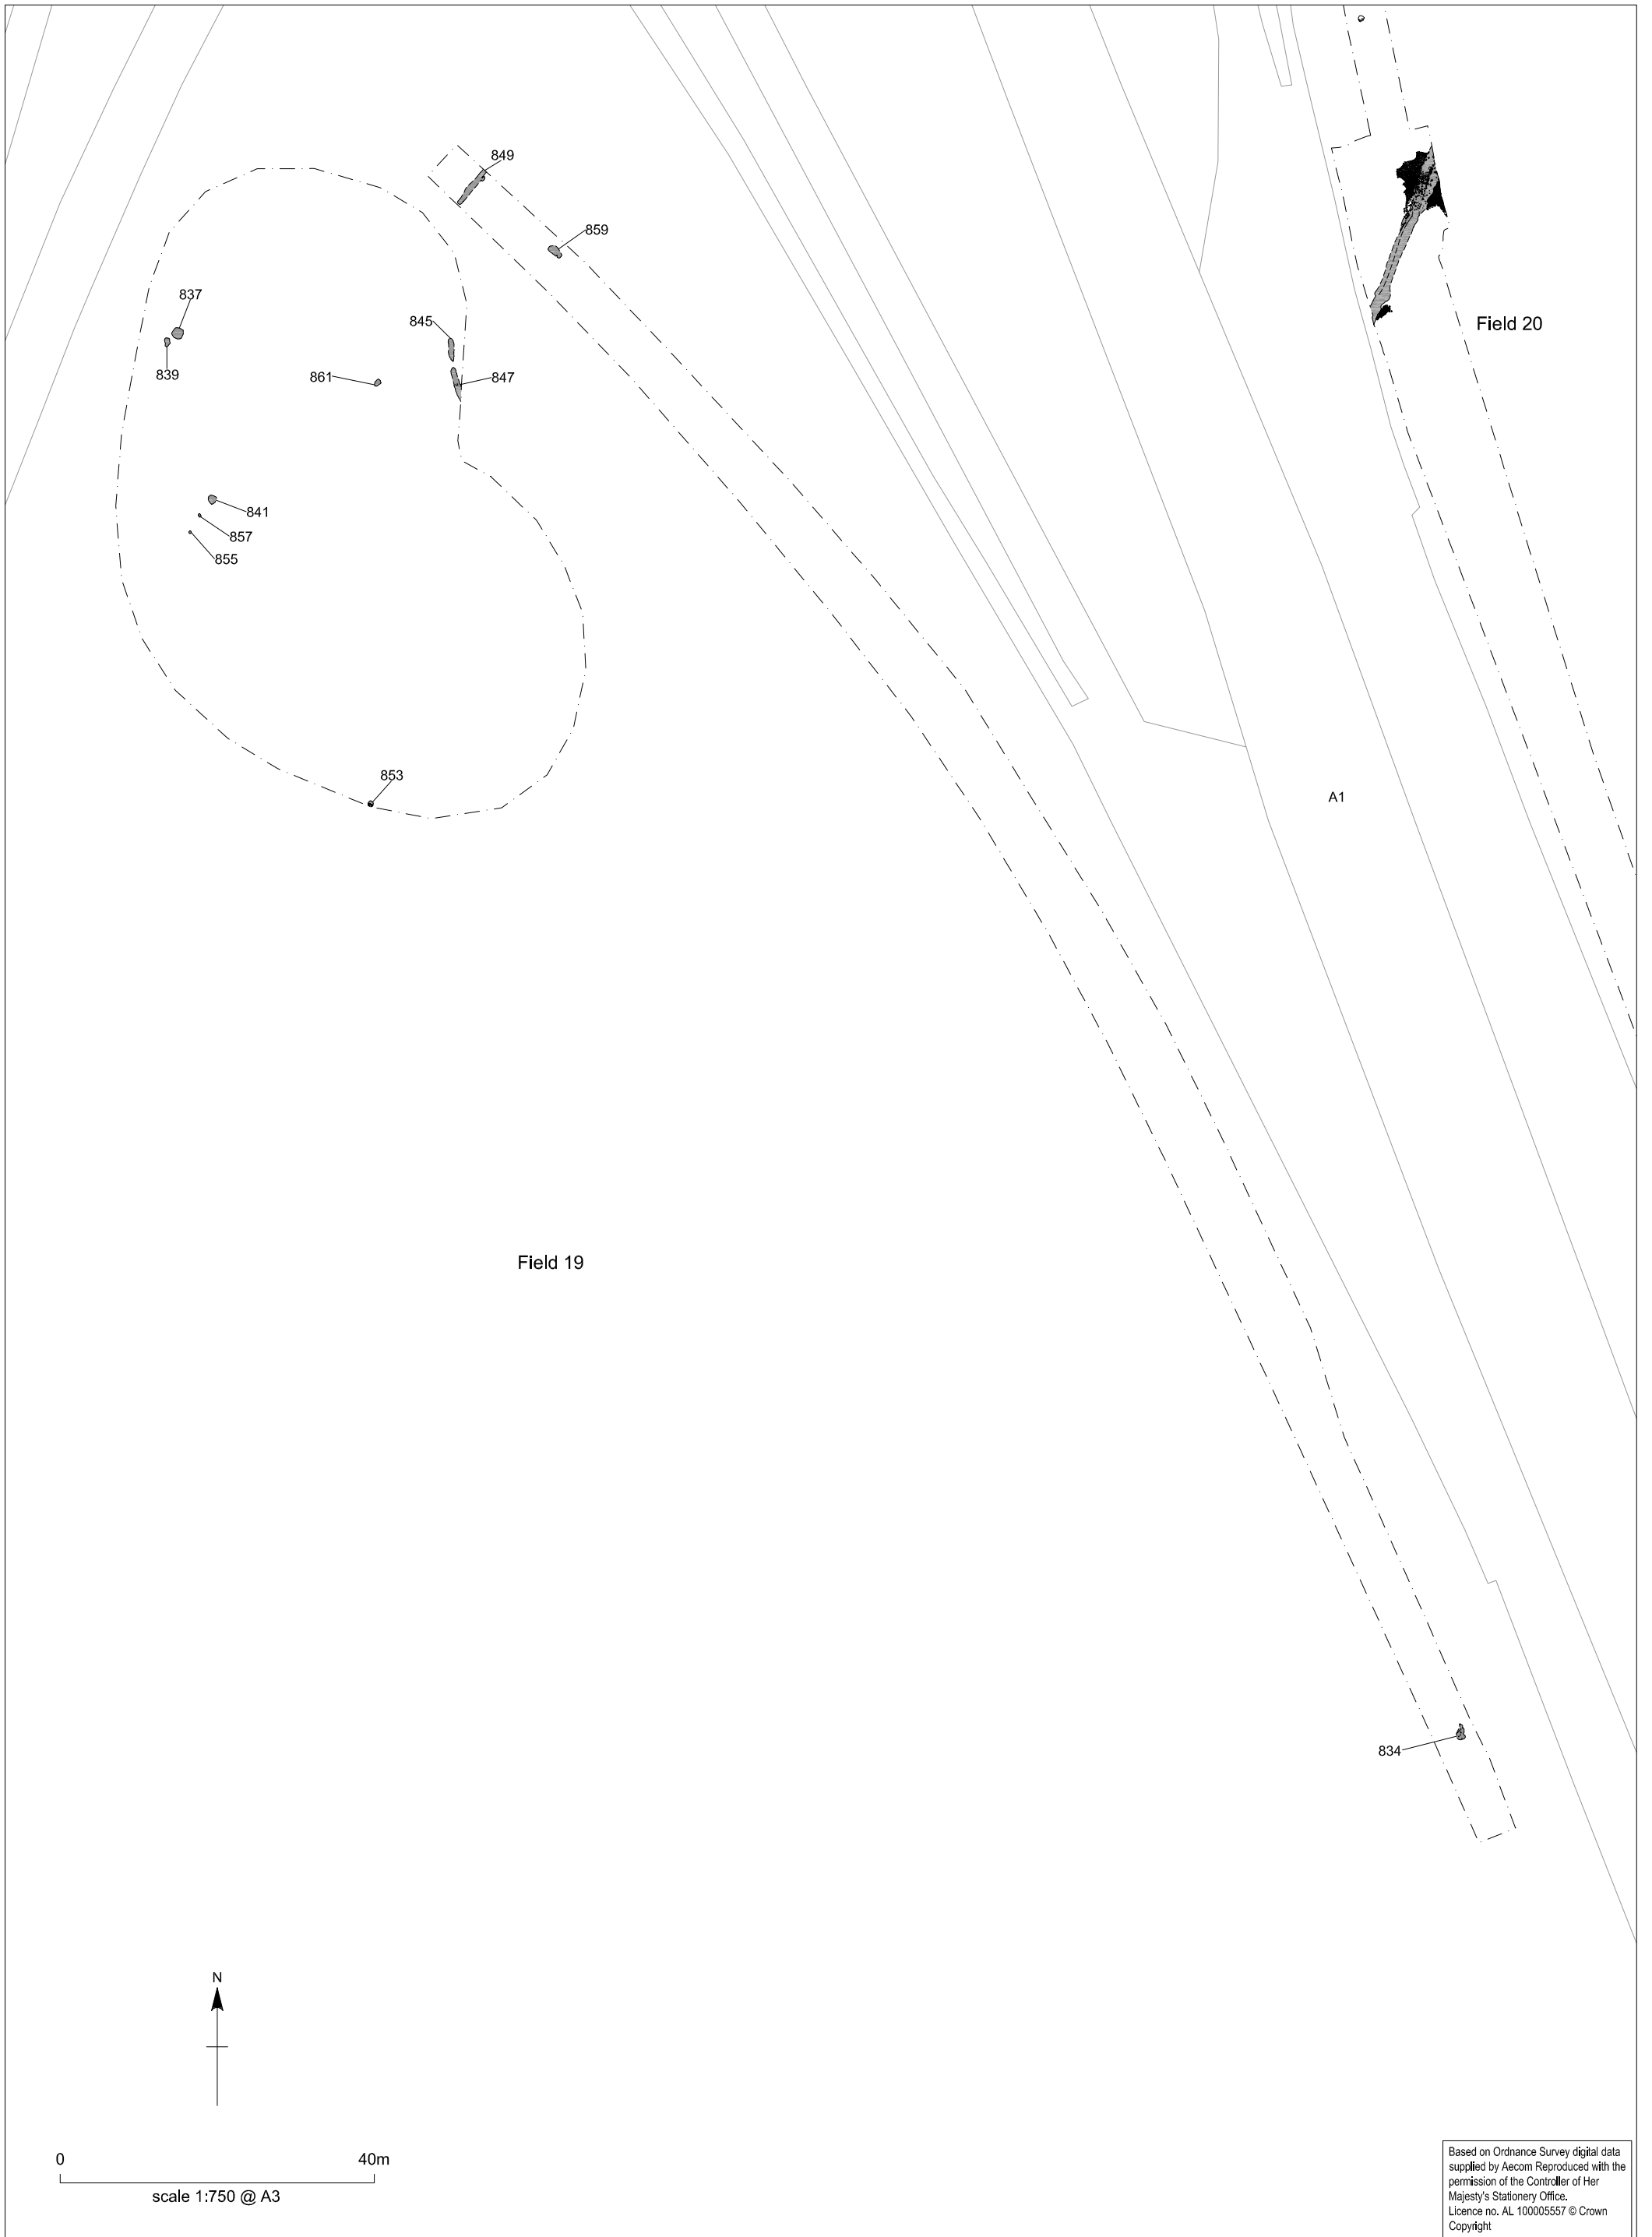 849
859
837
845
Field 20
839
861
847
841
857
855
853
A1
Field 19
834
N
0 40m
scale 1:750 @ A3
Based on Ordnance Survey digital data
supplied by Aecom Reproduced with the
permission of the Controller of Her
Majesty's Stationery Office.
Licence no. AL 100005557 © Crown
Copyright